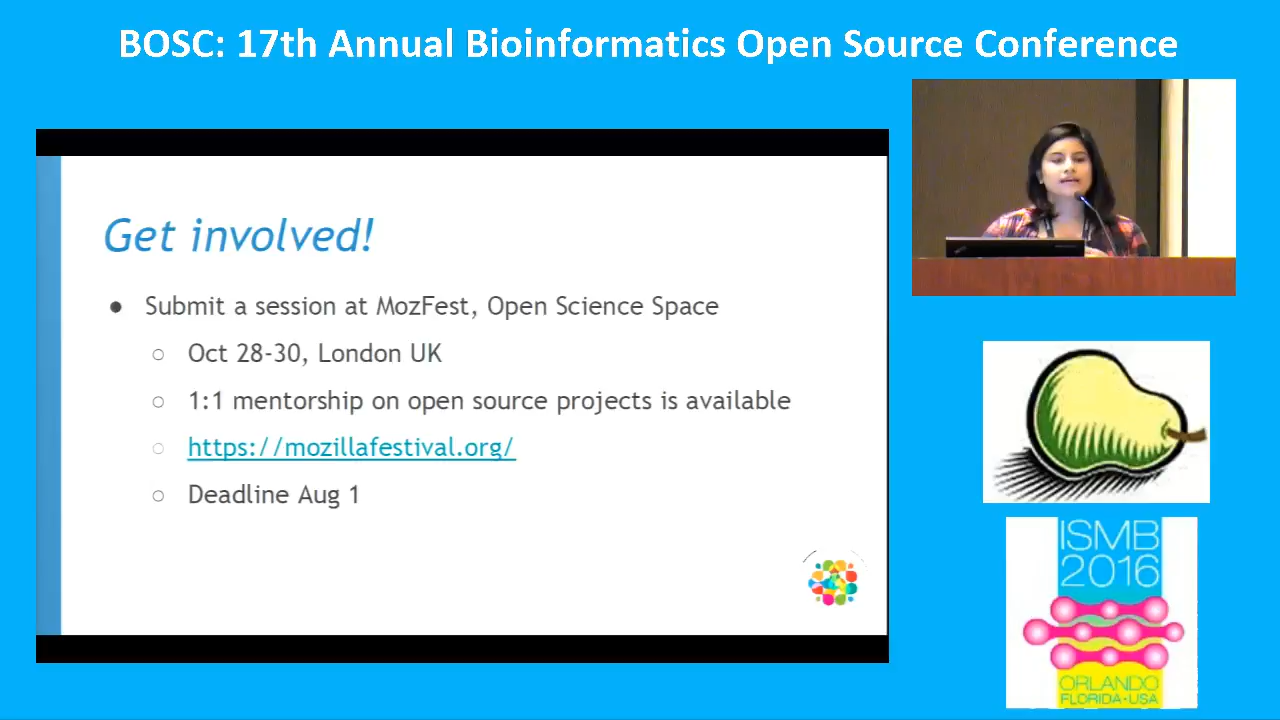 BOSC: 17th Annual Bioinformatics Open Source Conference
Get involved!
● Submit a session at MozFest, Open Science Space
○ Oct 28-30, London UK
○ 1:1 mentorship on open source projects is available
○ https://mozillafestival.org/
○ Deadline Aug 1
ISMB
2016
ORLANDO
FLORIDA • USA